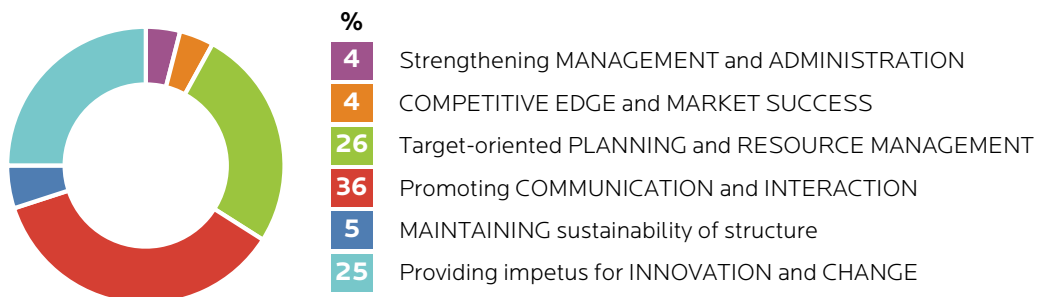 %
4 Strengthening MANAGEMENT and ADMINISTRATION
4 COMPETITIVE EDGE and MARKET SUCCESS
26 Target-oriented PLANNING and RESOURCE MANAGEMENT
36 Promoting COMMUNICATION and INTERACTION
5 MAINTAINING sustainability of structure
25 Providing impetus for INNOVATION and CHANGE